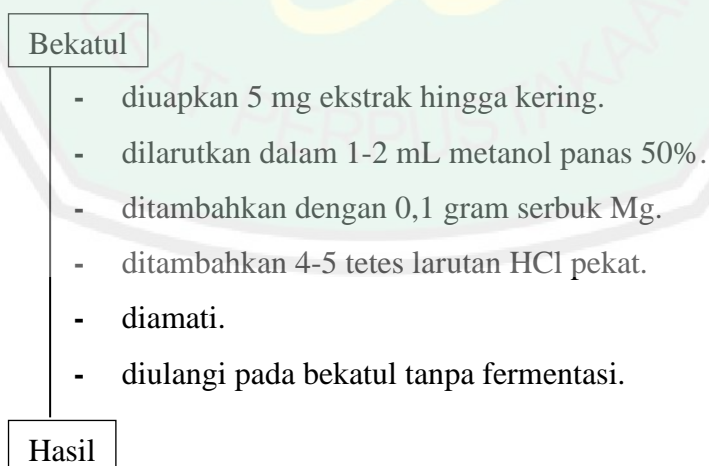 Bekatul
- diuapkan 5 mg ekstrak hingga kering.
- dilarutkan dalam 1-2 mL metanol panas 50%.
- ditambahkan dengan 0,1 gram serbuk Mg.
- ditambahkan 4-5 tetes larutan HCl pekat.
- diamati.
- diulangi pada bekatul tanpa fermentasi.
Hasil